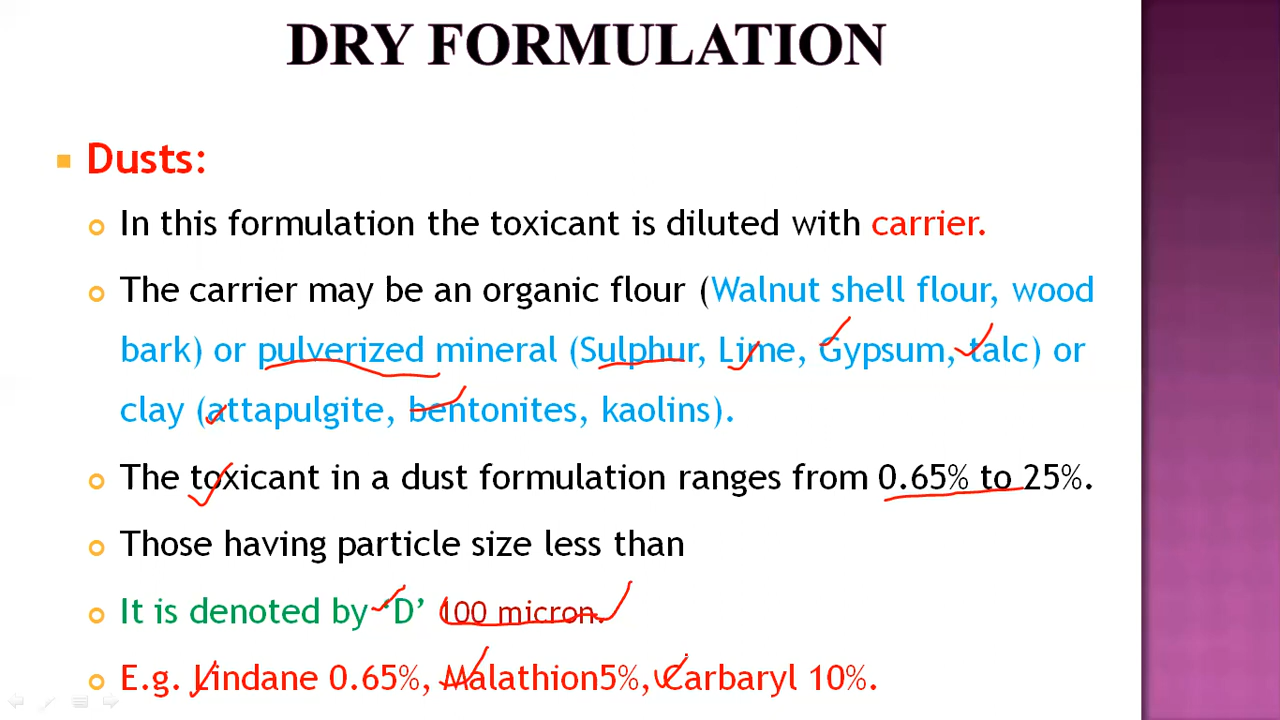 DRY FORMULATION
Dusts:
In this formulation the toxicant is diluted with carrier.
The carrier may be an organic flour (Walnut shell flour, wood
bark) or pulverized mineral (Sulphur, Lime, Gypsum, talc) or
clay (attapulgite, bentonites, kaolins).
The toxicant in a dust formulation ranges from 0.65% to 25%.
Those having particle size less than
It is denoted by ‘D’ 100 micron.
E.g. Lindane 0.65%, Malathion5%, Carbaryl 10%.